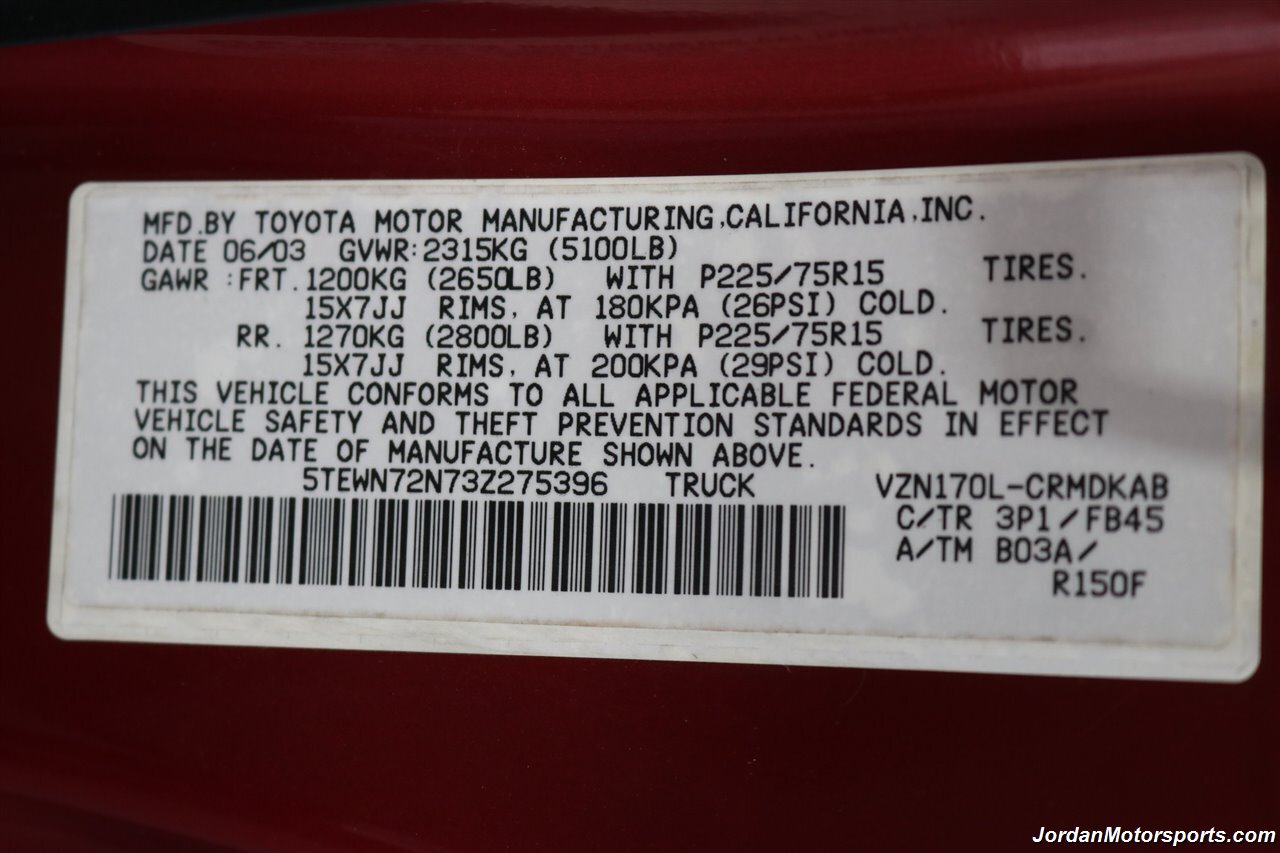 MFD.BY TOYOTA MOTOR MANUFACTURING,CALIFORNIA,INC.
DATE 06/03 GVWR:2315KG (5100LB)
GAWR :FRT. 1200KG (2650LB) WITH P225/75R15 TIRES.
15X7JJ RIMS, AT 180KPA (26PSI) COLD.
RR. 1270KG (2800LB) WITH P225/75R15 TIRES.
15X7JJ RIMS, AT 200KPA (29PSI) COLD.
THIS VEHICLE CONFORMS TO ALL APPLICABLE FEDERAL MOTOR
VEHICLE SAFETY AND THEFT PREVENTION STANDARDS IN EFFECT
ON THE DATE OF MANUFACTURE SHOWN ABOVE.
5TEWN72N73Z275396 TRUCK VZN170L-CRMDKAB
C/TR 3P1/FB45
A/TM B03A/
R150F
JordanMotorsports.com